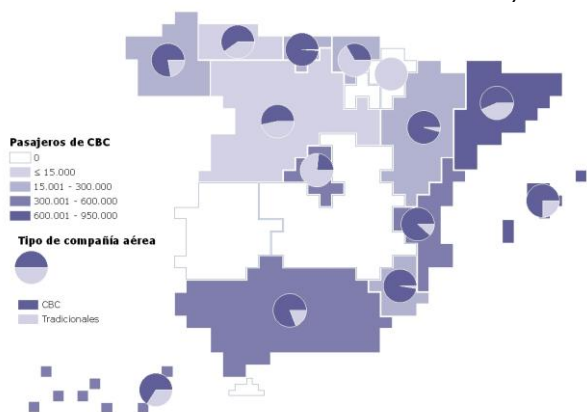 Pasajeros de CBC
0
≤ 15.000
15.001 - 300.000
300.001 - 600.000
600.001 - 950.000
Tipo de compañía aérea
CBC
Tradicionales